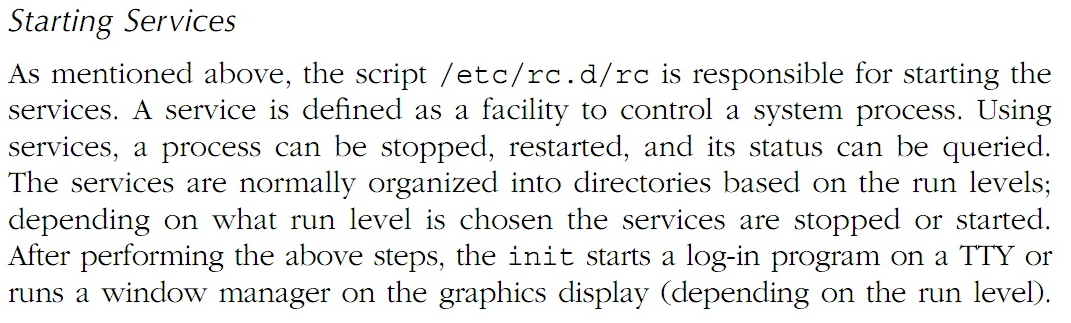 Starting Services
As mentioned above, the script /etc/rc.d/rc is responsible for starting the
services. A service is defined as a facility to control a system process. Using
services, a process can be stopped, restarted, and its status can be queried.
The services are normally organized into directories based on the run levels;
depending on what run level is chosen the services are stopped or started.
After performing the above steps, the init starts a log-in program on a TTY or
runs a window manager on the graphics display (depending on the run level).